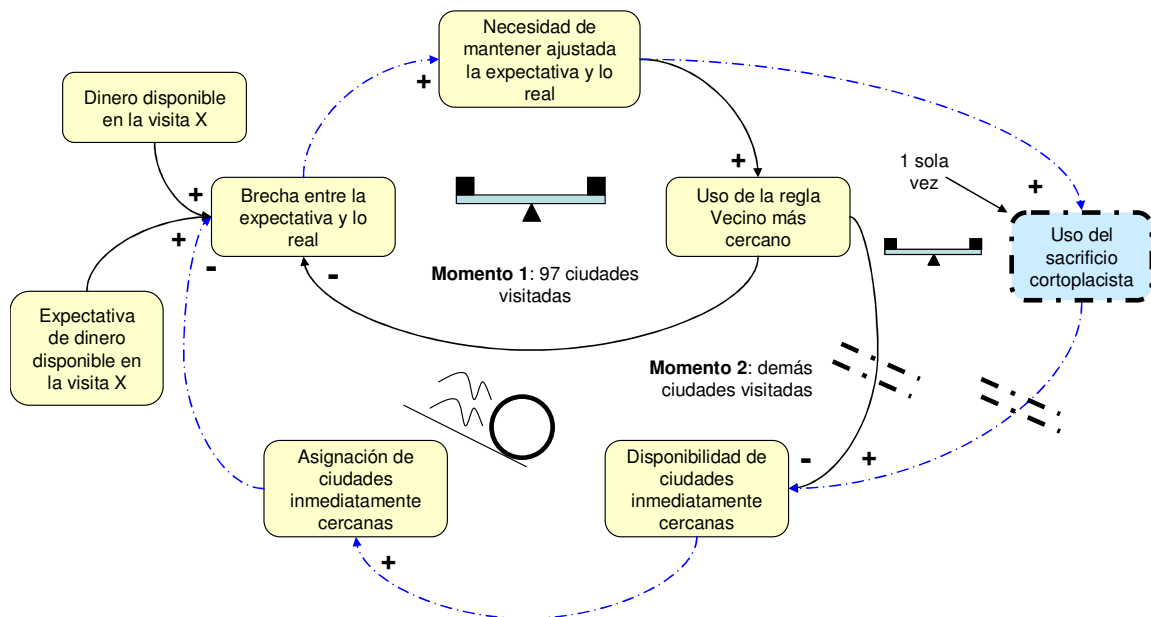 Necesidad de
mantener ajustada
la expectativa y lo
real
+
Dinero disponible
en la visita X
+
Brecha entre la
expectativa y lo
real
+
-
-
Expectativa
de dinero
disponible en
la visita X
+
Uso de la regla
Vecino más
cercano
1 sola
vez
+
Uso del
sacrificio
cortoplacista
Momento 1: 97 ciudades
visitadas
Momento 2: demás
ciudades visitadas
Asignación de
ciudades
inmediatamente
cercanas
+
Disponibilidad de
ciudades
inmediatamente
cercanas
-
+